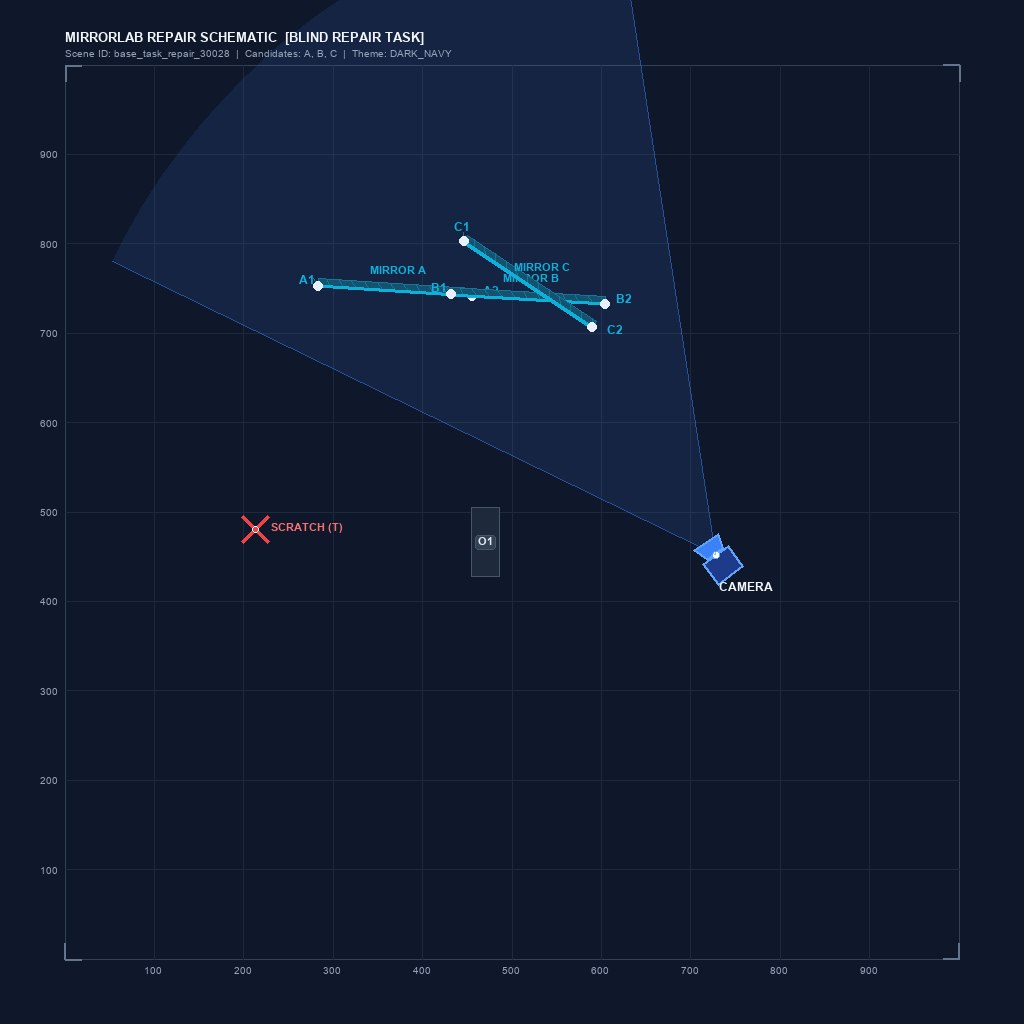 MIRRORLAB REPAIR SCHEMATIC [BLIND REPAIR TASK]
Scene ID: base_task_repair_30028 | Candidates: A, B, C | Theme: DARK_NAVY
900
800
700
600
500
400
300
200
100
C1
MIRROR C
MIRROR A
MIRROR B
A1
B1
A2
B2
C2
SCRATCH (T)
O1
CAMERA
100
200
300
400
500
600
700
800
900